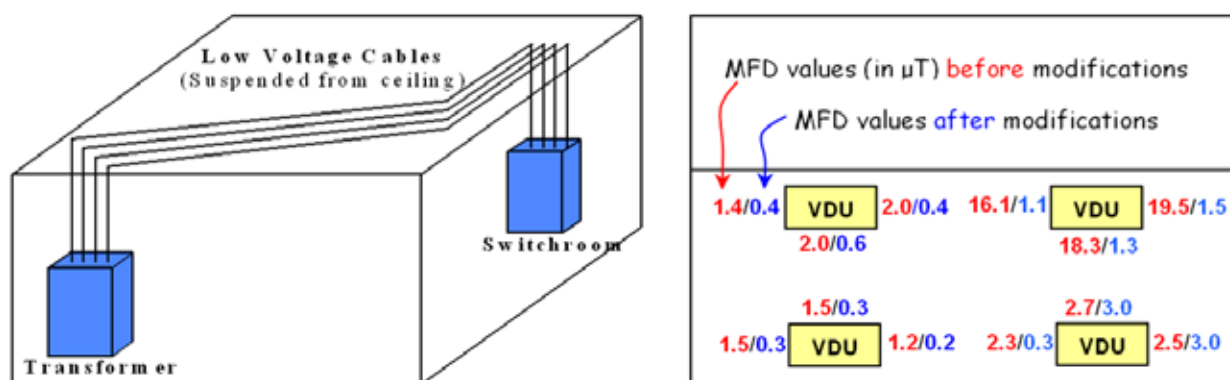 Low Voltage Cables
(Suspended from ceiling)
Switchroom
Transformer
MFD values (in µT) before modifications
MFD values after modifications
1.4/0.4 VDU 2.0/0.4 16.1/1.1 VDU 19.5/1.5
2.0/0.6 18.3/1.3
1.5/0.3 2.7/3.0
1.5/0.3 VDU 1.2/0.2 2.3/0.3 VDU 2.5/3.0